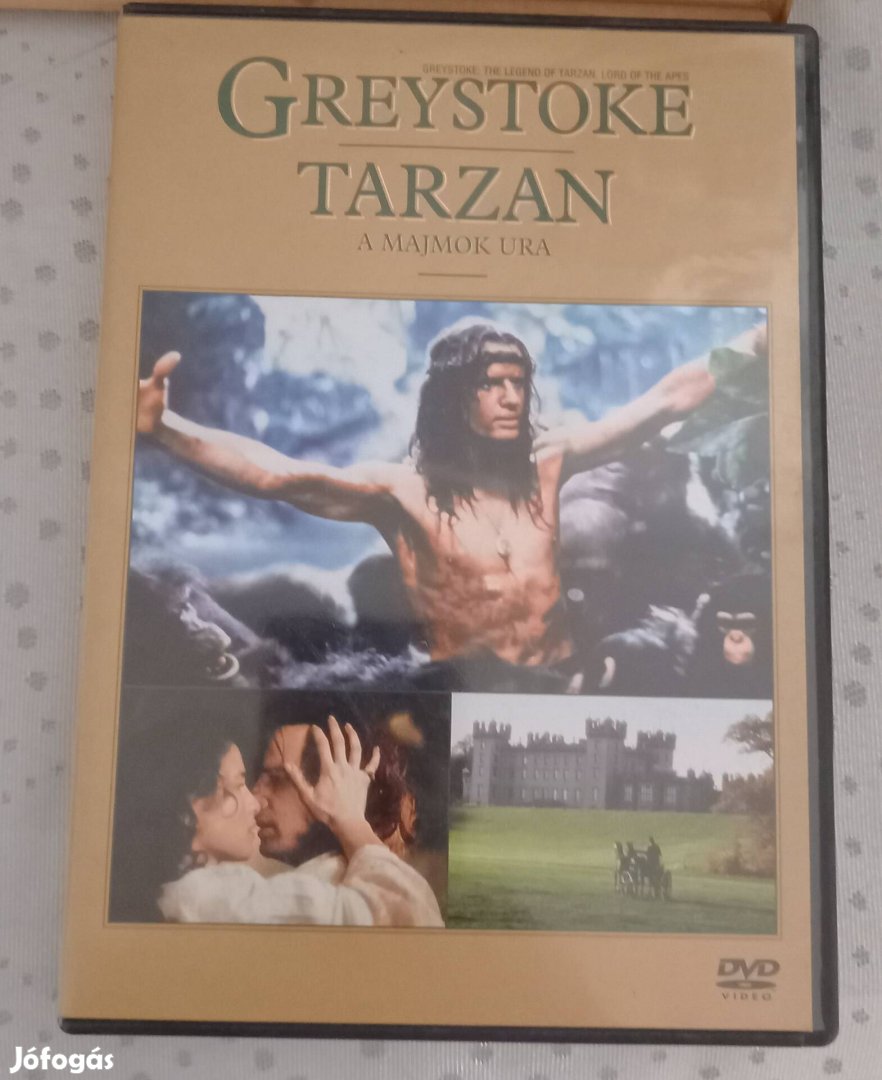 GREYSTOKE: THE LEGEND OF TARZAN, LORD OF THE APES
GREYSTOKE
TARZAN
A MAJMOK URA
DVD
VIDEO
Jófogás